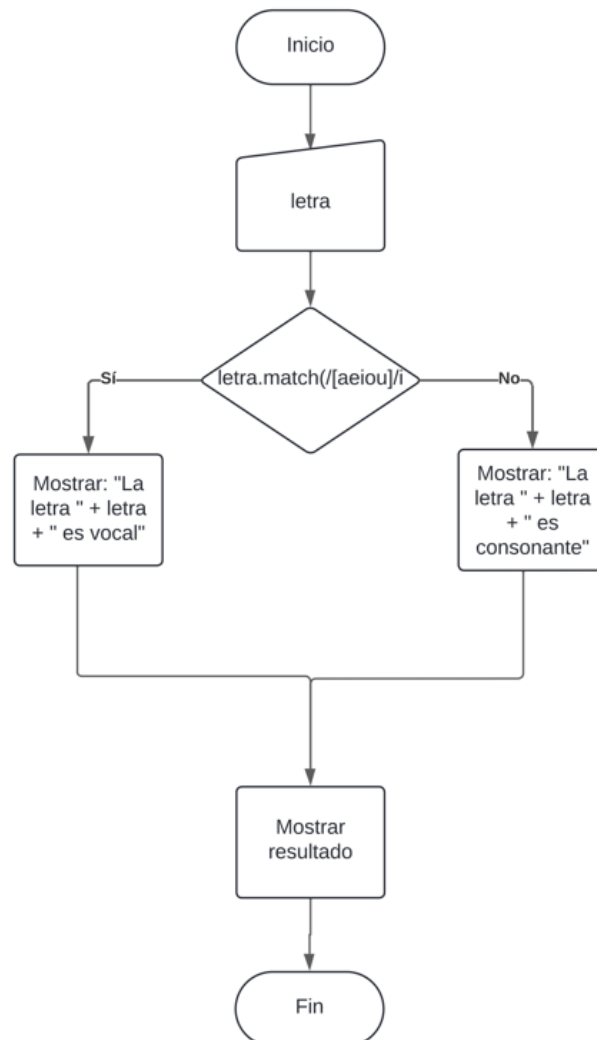 Inicio
letra
letra.match(/[aeiou]/i
Sí
No
Mostrar: "La
letra " + letra
+ " es vocal"
Mostrar: "La
letra " + letra
+ " es
consonante"
Mostrar
resultado
Fin